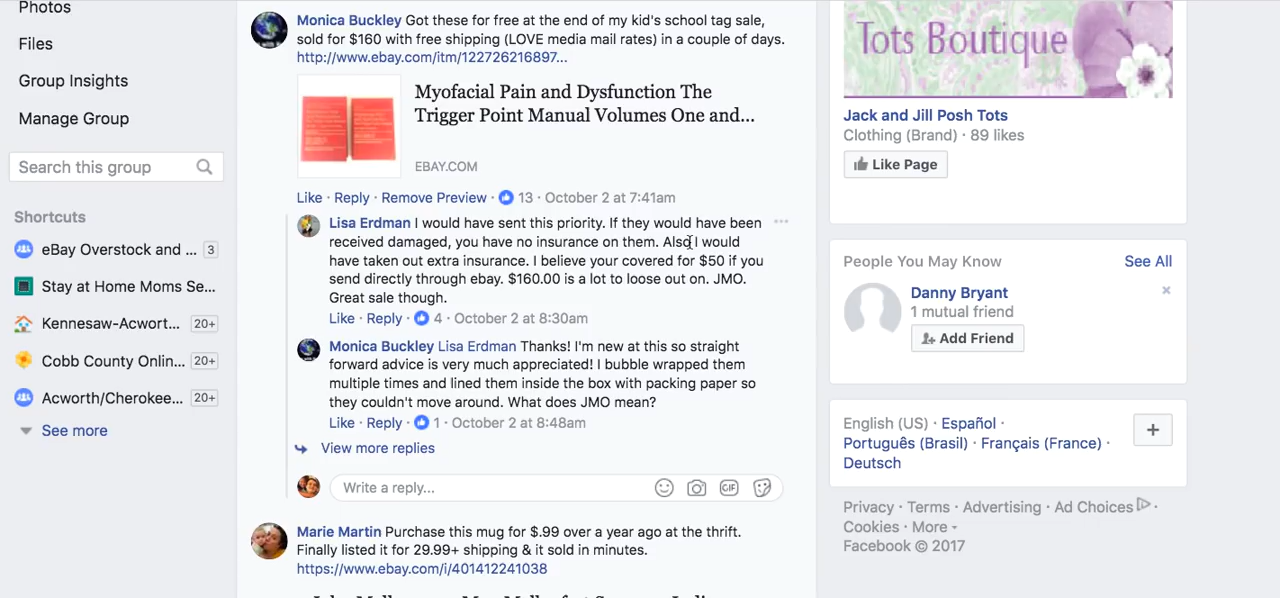 Photos
Files
Group Insights
Manage Group
Search this group
Shortcuts
eBay Overstock and ... 3
Stay at Home Moms Se...
Kennesaw-Acwort... 20+
Cobb County Onlin... 20+
Acworth/Cherokee... 20+
See more
Monica Buckley Got these for free at the end of my kid's school tag sale,
sold for $160 with free shipping (LOVE media mail rates) in a couple of days.
http://www.ebay.com/itm/122726216897...
Myofacial Pain and Dysfunction The
Trigger Point Manual Volumes One and...
EBAY.COM
Like · Reply · Remove Preview · 13 · October 2 at 7:41am
Lisa Erdman I would have sent this priority. If they would have been
received damaged, you have no insurance on them. Also I would
have taken out extra insurance. I believe your covered for $50 if you
send directly through ebay. $160.00 is a lot to loose out on. JMO.
Great sale though.
Like · Reply · 4 · October 2 at 8:30am
Monica Buckley Lisa Erdman Thanks! I'm new at this so straight
forward advice is very much appreciated! I bubble wrapped them
multiple times and lined them inside the box with packing paper so
they couldn't move around. What does JMO mean?
Like · Reply · 1 · October 2 at 8:48am
View more replies
Write a reply...
GIF
Marie Martin Purchase this mug for $.99 over a year ago at the thrift.
Finally listed it for 29.99+ shipping & it sold in minutes.
https://www.ebay.com/i/401412241038
Tots Boutique
Jack and Jill Posh Tots
Clothing (Brand) · 89 likes
Like Page
People You May Know See All
Danny Bryant
1 mutual friend
Add Friend
English (US) · Español ·
Português (Brasil) · Français (France) ·
Deutsch
Privacy · Terms · Advertising · Ad Choices ·
Cookies · More
Facebook © 2017